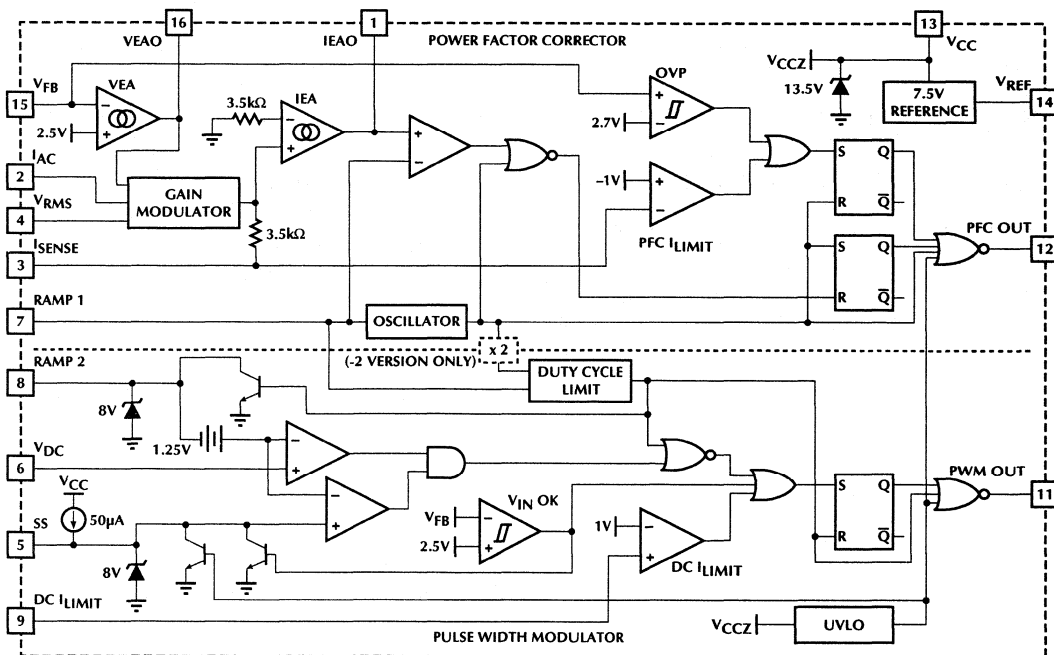 16
VEAO
1
IEAO
POWER FACTOR CORRECTOR
13
VCC
VCCZ
13.5V
7.5V
REFERENCE
VREF
14
15
VFB
VEA
2.5V
3.5kΩ
IEA
OVP
2.7V
IAC
2
VRMS
4
GAIN
MODULATOR
3.5kΩ
–1V
PFC ILIMIT
S Q
R Q
S Q
R Q
PFC OUT
12
ISENSE
3
RAMP 1
7
OSCILLATOR
x 2
(-2 VERSION ONLY)
RAMP 2
8
8V
1.25V
DUTY CYCLE
LIMIT
VDC
6
VCC
50µA
SS
5
8V
VFB
2.5V
VIN OK
1V
DC ILIMIT
S Q
R Q
PWM OUT
11
DC ILIMIT
9
PULSE WIDTH MODULATOR
VCCZ
UVLO